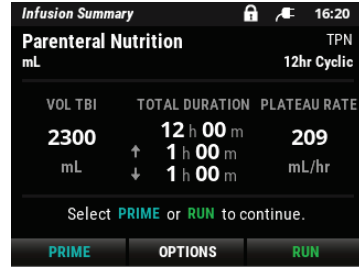 Infusion Summary 16:20
Parenteral Nutrition TPN
mL 12hr Cyclic
VOL TBI TOTAL DURATION PLATEAU RATE
2300 12 h 00 m 209
↑ 1 h 00 m
mL ↓ 1 h 00 m mL/hr
Select PRIME or RUN to continue.
PRIME OPTIONS RUN